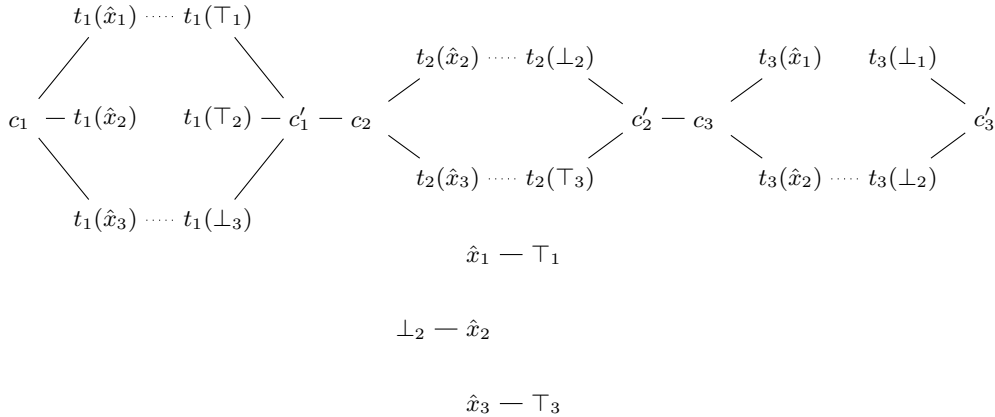 t₁(x̂₁) ····· t₁(⊤₁)
t₂(x̂₂) ····· t₂(⊥₂) t₃(x̂₁) t₃(⊥₁)
c₁ — t₁(x̂₂) t₁(⊤₂) — c′₁ — c₂ c′₂ — c₃ c′₃
t₂(x̂₃) ····· t₂(⊤₃) t₃(x̂₂) ····· t₃(⊥₂)
t₁(x̂₃) ····· t₁(⊥₃)
x̂₁ — ⊤₁
⊥₂ — x̂₂
x̂₃ — ⊤₃